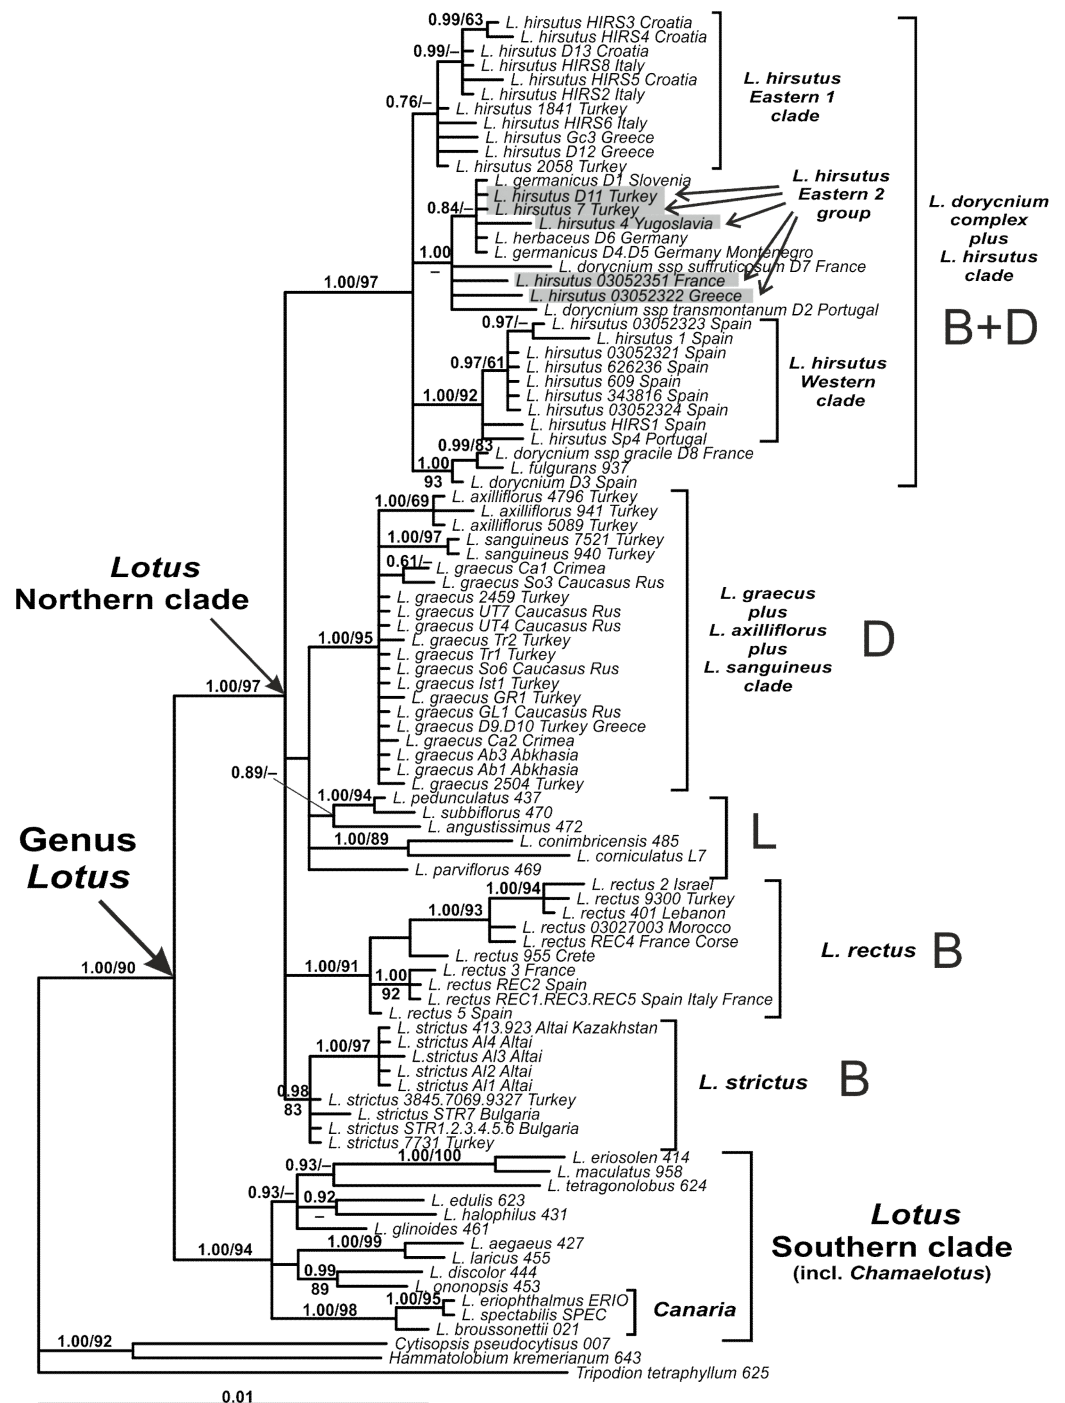 0.99/63
L. hirsutus HIRS3 Croatia
L. hirsutus HIRS4 Croatia
0.99/–
L. hirsutus D13 Croatia
L. hirsutus HIRS8 Italy
L. hirsutus HIRS5 Croatia
L. hirsutus HIRS2 Italy
0.76/–
L. hirsutus 1841 Turkey
L. hirsutus HIRS6 Italy
L. hirsutus Gc3 Greece
L. hirsutus D12 Greece
L. hirsutus 2058 Turkey
L. hirsutus
Eastern 1
clade
L. germanicus D1 Slovenia
L. hirsutus D11 Turkey
0.84/–
L. hirsutus 7 Turkey
L. hirsutus 4 Yugoslavia
L. herbaceus D6 Germany
L. germanicus D4.D5 Germany Montenegro
1.00
–
L. dorycnium ssp suffruticosum D7 France
L. hirsutus 03052351 France
L. hirsutus 03052322 Greece
L. dorycnium ssp transmontanum D2 Portugal
L. hirsutus
Eastern 2
group
1.00/97
0.97/–
L. hirsutus 03052323 Spain
L. hirsutus 1 Spain
0.97/61
L. hirsutus 03052321 Spain
L. hirsutus 626236 Spain
L. hirsutus 609 Spain
L. hirsutus 343816 Spain
L. hirsutus 03052324 Spain
1.00/92
L. hirsutus HIRS1 Spain
L. hirsutus Sp4 Portugal
L. hirsutus
Western
clade
0.99/83
L. dorycnium ssp gracile D8 France
L. fulgurans 937
1.00
93
L. dorycnium D3 Spain
L. dorycnium
complex
plus
L. hirsutus
clade
B+D
1.00/69
L. axilliflorus 4796 Turkey
L. axilliflorus 941 Turkey
L. axilliflorus 5089 Turkey
1.00/97
L. sanguineus 7521 Turkey
L. sanguineus 940 Turkey
0.61/–
L. graecus Ca1 Crimea
L. graecus So3 Caucasus Rus
L. graecus 2459 Turkey
L. graecus UT7 Caucasus Rus
L. graecus UT4 Caucasus Rus
1.00/95
L. graecus Tr2 Turkey
L. graecus Tr1 Turkey
L. graecus So6 Caucasus Rus
L. graecus Ist1 Turkey
L. graecus GR1 Turkey
L. graecus GL1 Caucasus Rus
L. graecus D9.D10 Turkey Greece
L. graecus Ca2 Crimea
L. graecus Ab3 Abkhasia
L. graecus Ab1 Abkhasia
L. graecus 2504 Turkey
L. graecus
plus
L. axilliflorus
plus
L. sanguineus
clade
D
Lotus
Northern clade
1.00/97
0.89/–
1.00/94
L. pedunculatus 437
L. subbiflorus 470
L. angustissimus 472
1.00/89
L. conimbricensis 485
L. corniculatus L7
L. parviflorus 469
L
Genus
Lotus
1.00/90
1.00/94
L. rectus 2 Israel
L. rectus 9300 Turkey
L. rectus 401 Lebanon
1.00/93
L. rectus 03027003 Morocco
L. rectus REC4 France Corse
L. rectus 955 Crete
1.00/91
L. rectus 3 France
1.00
92
L. rectus REC2 Spain
L. rectus REC1.REC3.REC5 Spain Italy France
L. rectus 5 Spain
L. rectus
B
L. strictus 413.923 Altai Kazakhstan
1.00/97
L. strictus Al4 Altai
L.strictus Al3 Altai
L. strictus Al2 Altai
L. strictus Al1 Altai
0.98
83
L. strictus 3845.7069.9327 Turkey
L. strictus STR7 Bulgaria
L. strictus STR1.2.3.4.5.6 Bulgaria
L. strictus 7731 Turkey
L. strictus
B
1.00/100
L. eriosolen 414
L. maculatus 958
0.93/–
L. tetragonolobus 624
0.93/–
0.92
–
L. edulis 623
L. halophilus 431
L. glinoides 461
1.00/94
1.00/99
L. aegaeus 427
L. laricus 455
0.99
89
L. discolor 444
L. ononopsis 453
1.00/98
1.00/95
L. eriophthalmus ERIO
L. spectabilis SPEC
L. broussonettii 021
Canaria
Lotus
Southern clade
(incl. Chamaelotus)
1.00/92
Cytisopsis pseudocytisus 007
Hammatolobium kremerianum 643
Tripodion tetraphyllum 625
0.01